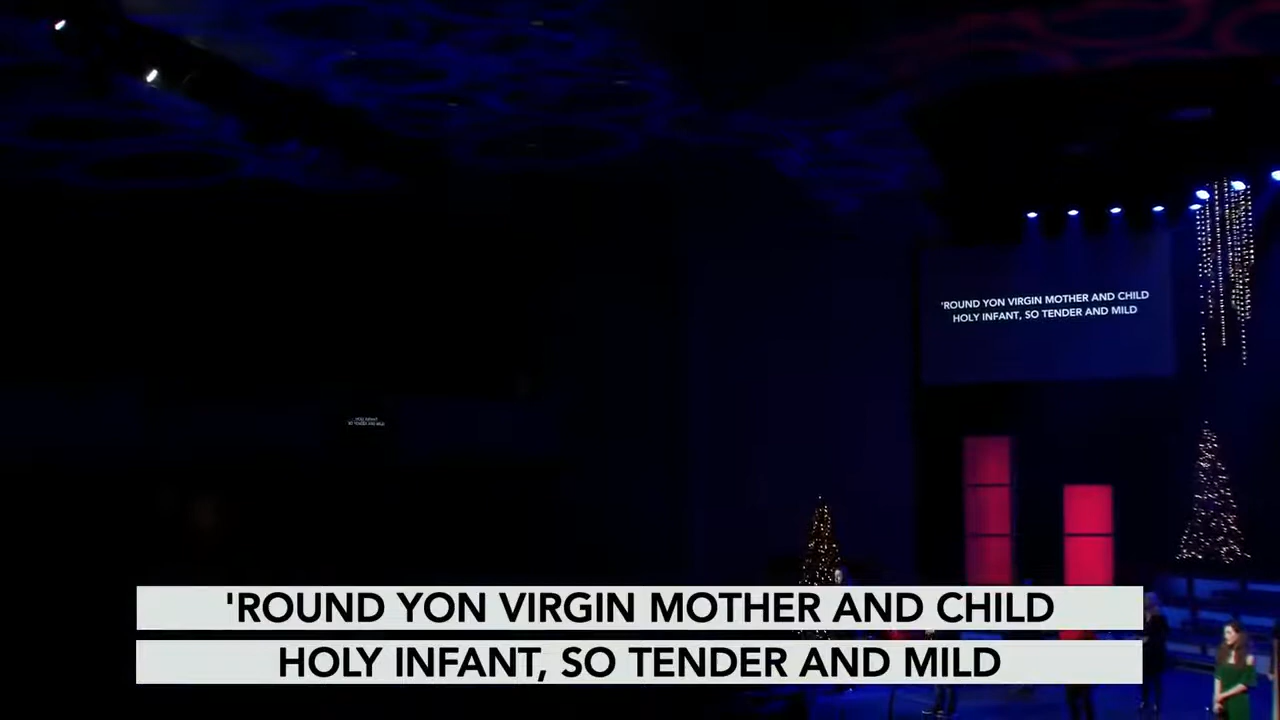 'ROUND YON VIRGIN MOTHER AND CHILD
HOLY INFANT, SO TENDER AND MILD
'ROUND YON VIRGIN MOTHER AND CHILD
HOLY INFANT, SO TENDER AND MILD